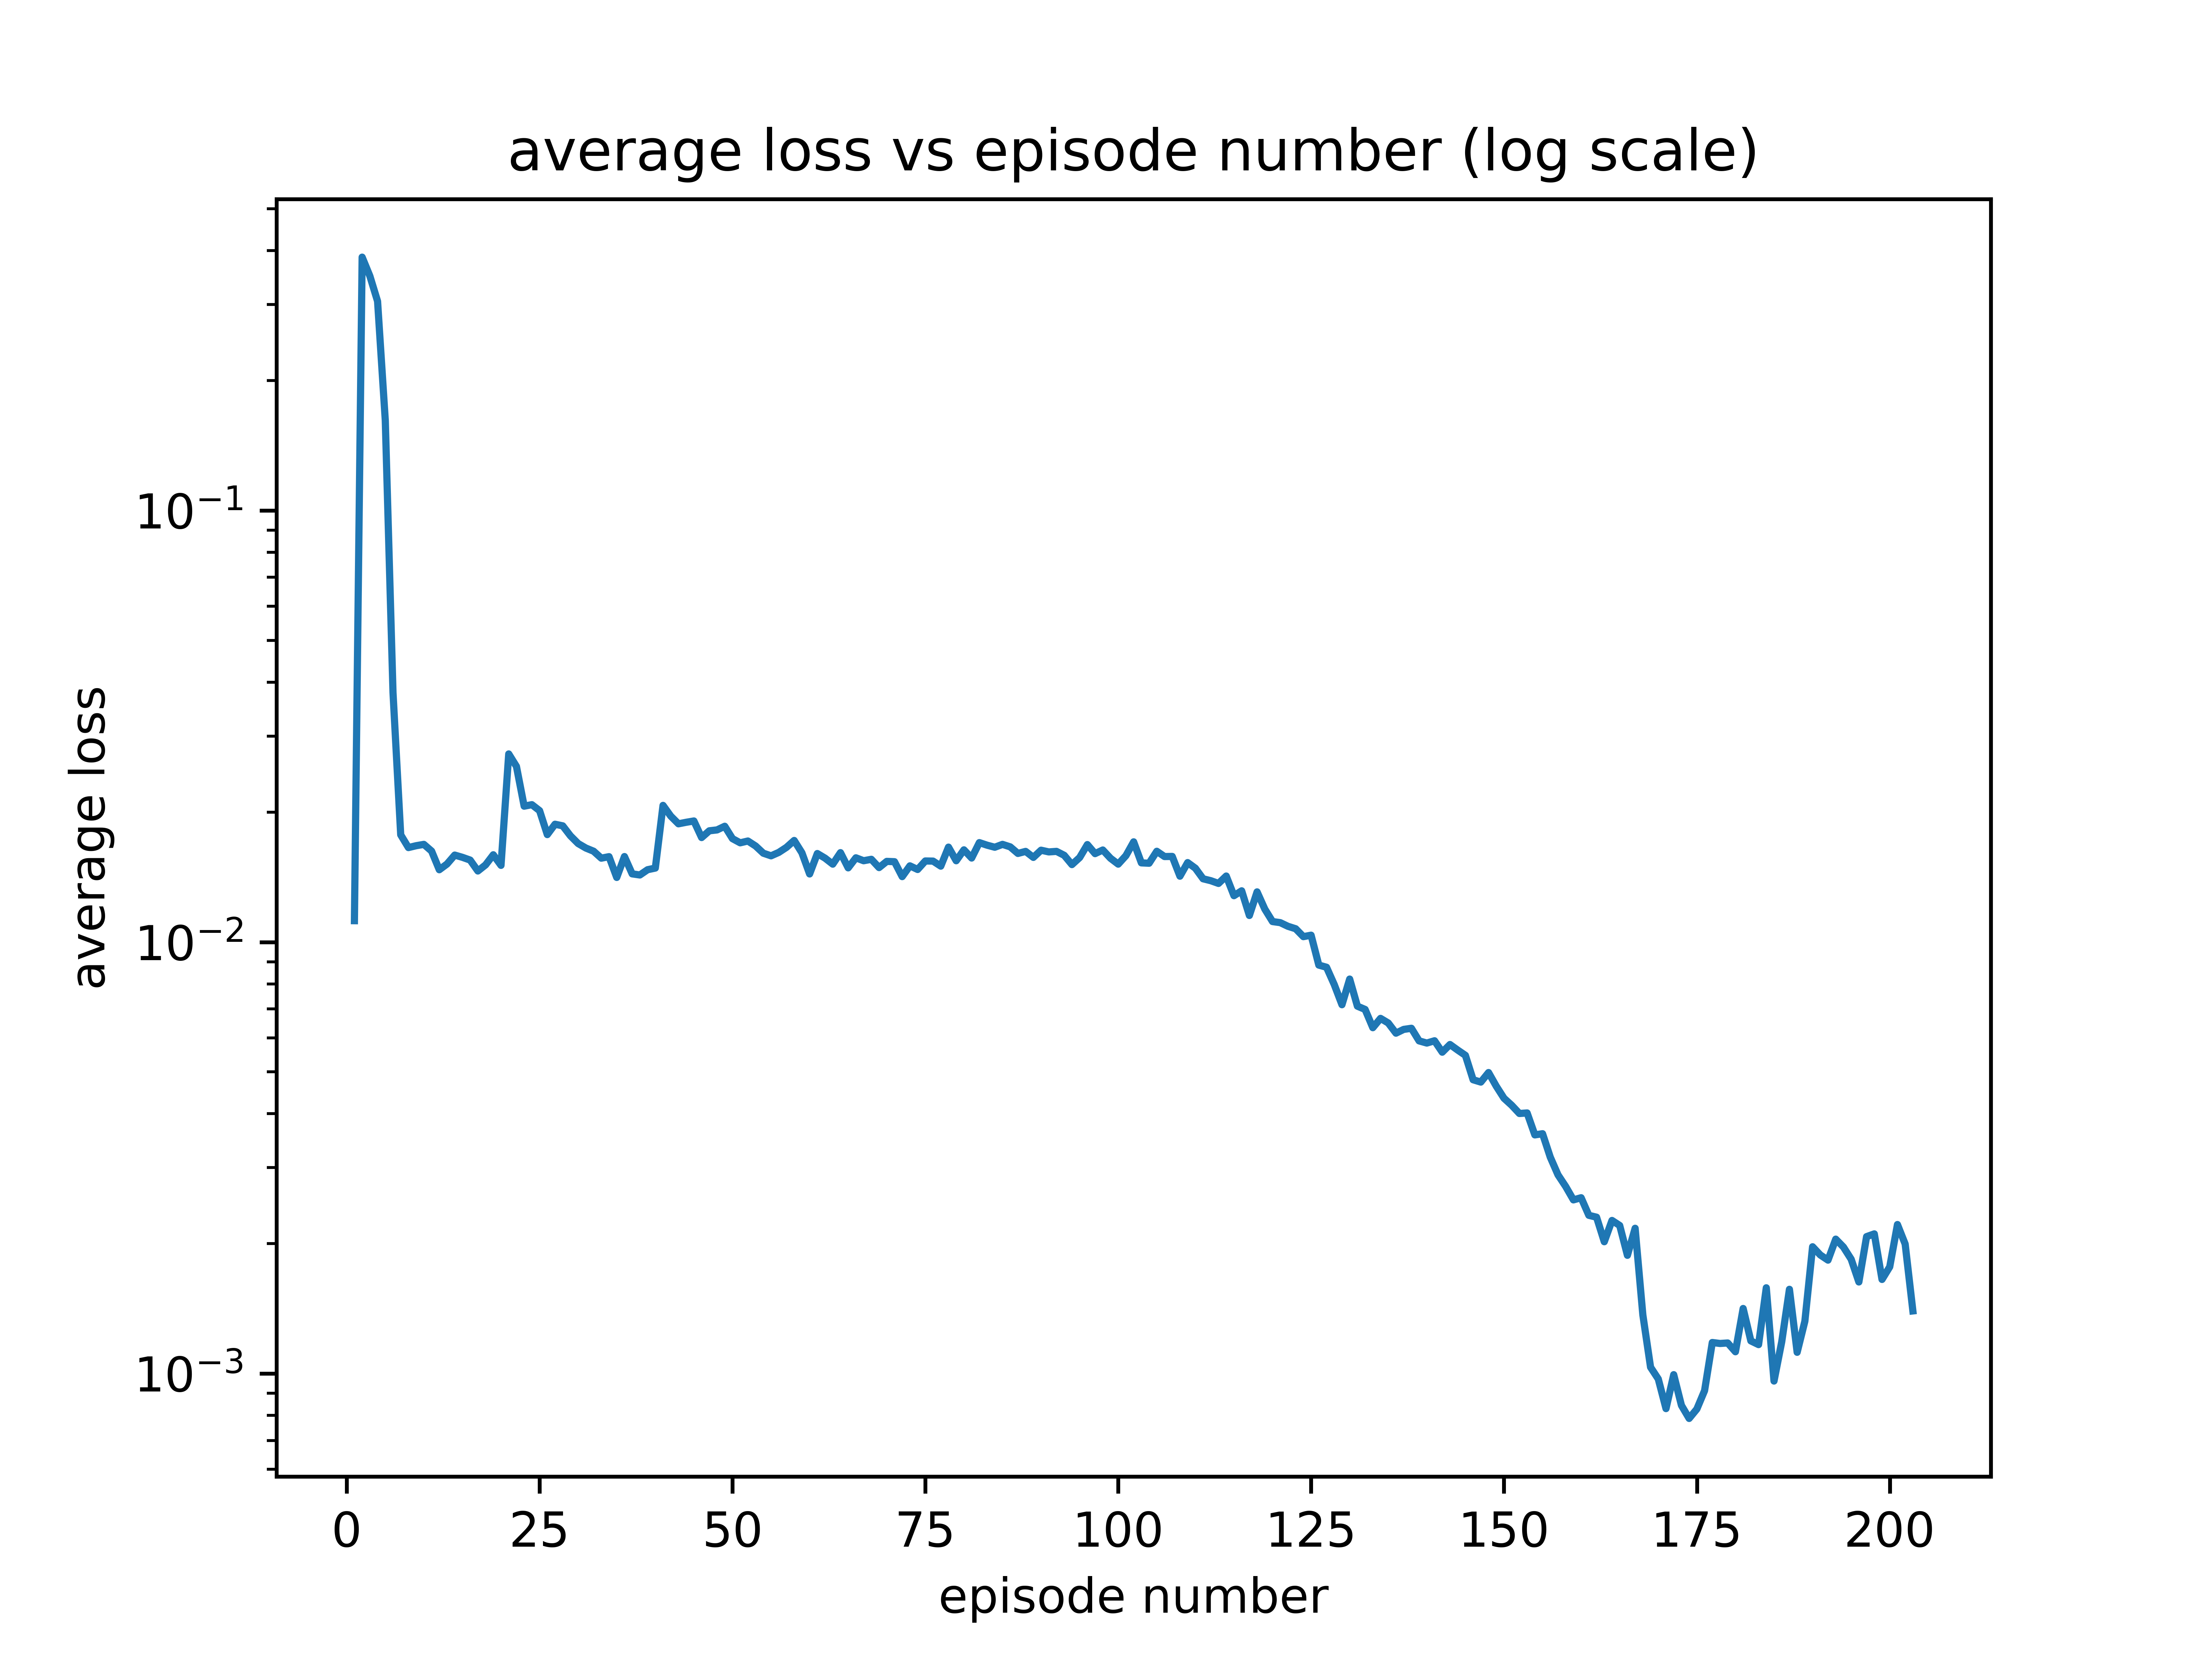 average loss vs episode number (log scale)
average loss
10⁻¹
10⁻²
10⁻³
0 25 50 75 100 125 150 175 200
episode number